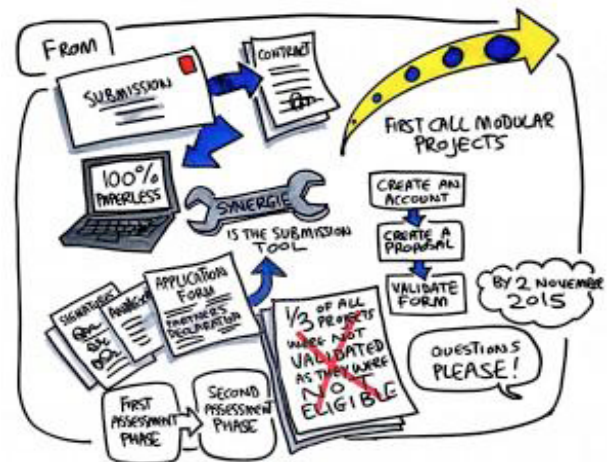 FROM
SUBMISSION
CONTRACT
FIRST CALL MODULAR
PROJECTS
100%
PAPERLESS
SYNERGIE
IS THE SUBMISSION
TOOL
CREATE AN
ACCOUNT
CREATE A
PROPOSAL
VALIDATE
FORM
BY 2 NOVEMBER
2015
SIGNATURES
APPLICATION
FORM
PARTNERS
DECLARATION
1/3 OF ALL
PROJECTS
WERE NOT
VALIDATED
AS THEY WERE
NO
ELIGIBLE
QUESTIONS
PLEASE!
FIRST
ASSESSMENT
PHASE
SECOND
ASSESSMENT
PHASE